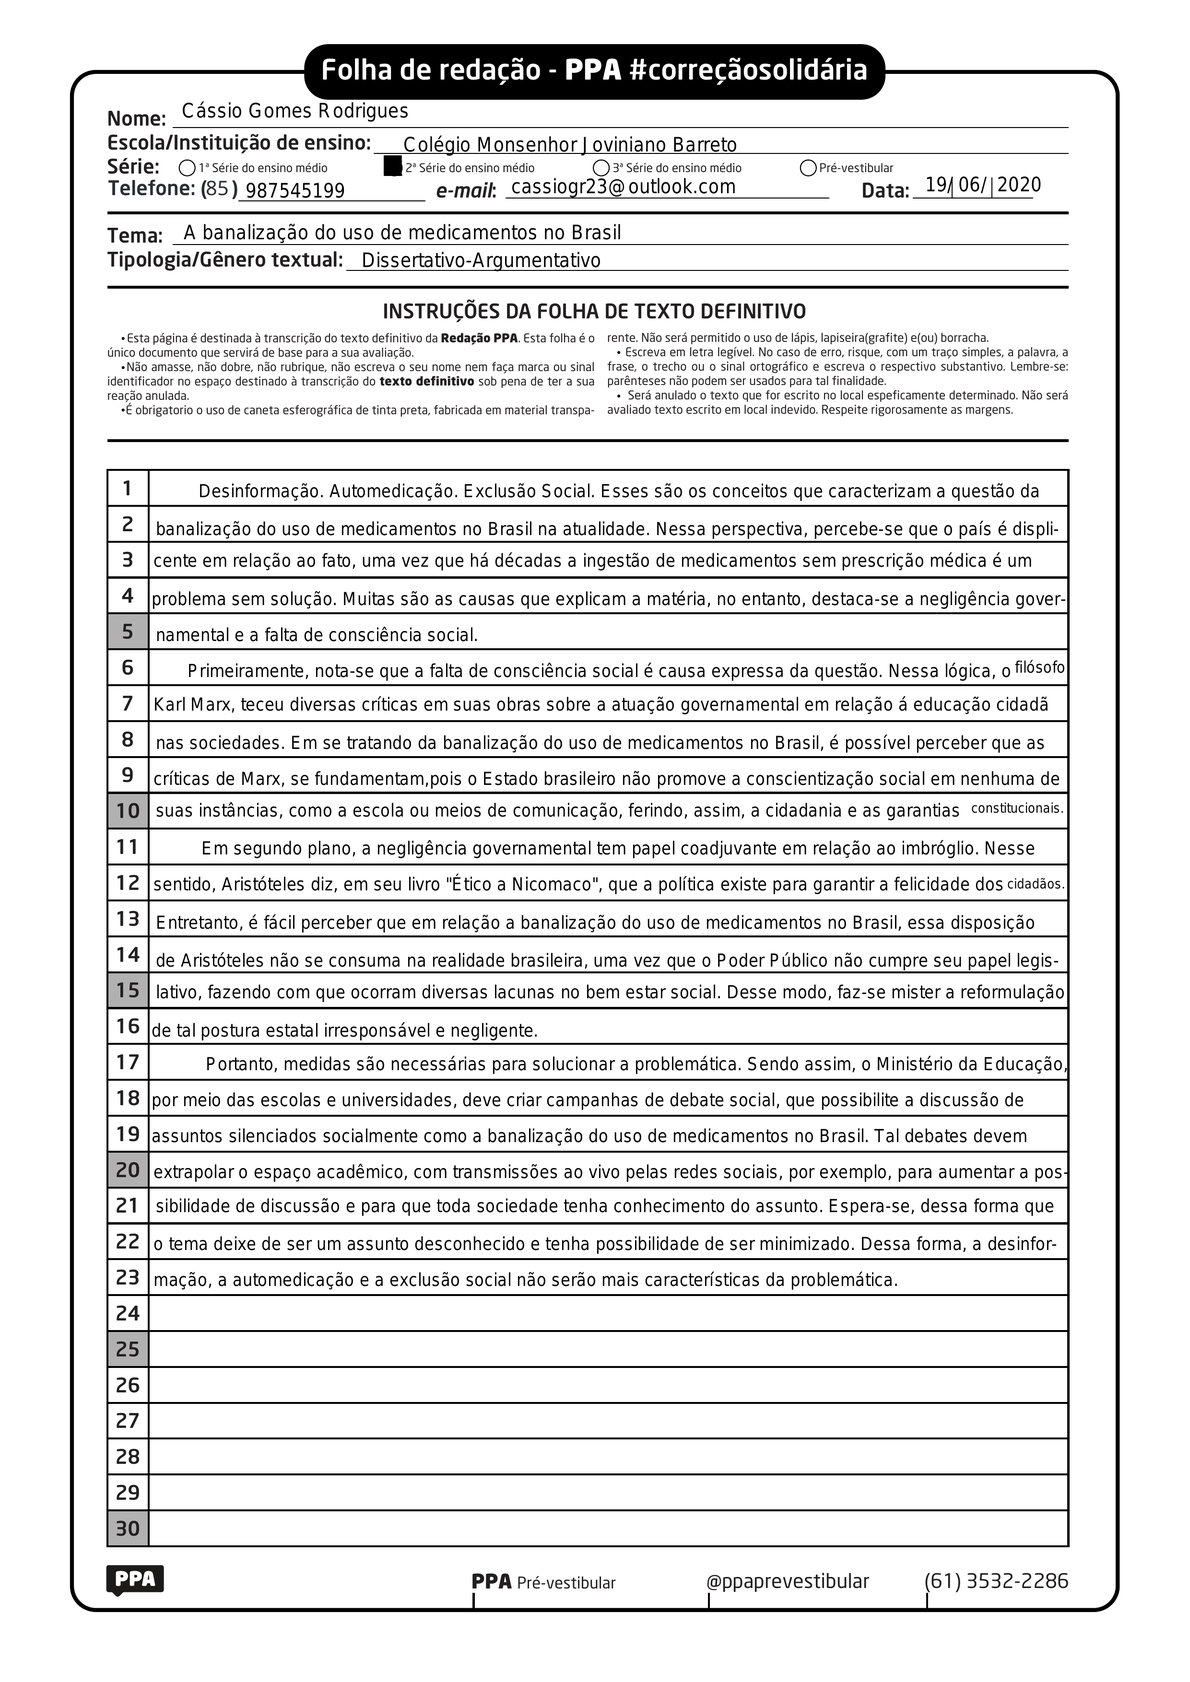 Folha de redação - PPA #correçãosolidária
Nome: Cássio Gomes Rodrigues
Escola/Instituição de ensino: Colégio Monsenhor Joviniano Barreto
Série: 1ª Série do ensino médio 2ª Série do ensino médio 3ª Série do ensino médio Pré-vestibular
Telefone: (85) 987545199 e-mail: cassiogr23@outlook.com Data: 19/06/2020
Tema: A banalização do uso de medicamentos no Brasil
Tipologia/Gênero textual: Dissertativo-Argumentativo
INSTRUÇÕES DA FOLHA DE TEXTO DEFINITIVO
•Esta página é destinada à transcrição do texto definitivo da Redação PPA. Esta folha é o
único documento que servirá de base para a sua avaliação.
•Não amasse, não dobre, não rubrique, não escreva o seu nome nem faça marca ou sinal
identificador no espaço destinado à transcrição do texto definitivo sob pena de ter a sua
reação anulada.
•É obrigatorio o uso de caneta esferográfica de tinta preta, fabricada em material transpa-
rente. Não será permitido o uso de lápis, lapiseira(grafite) e(ou) borracha.
• Escreva em letra legível. No caso de erro, risque, com um traço simples, a palavra, a
frase, o trecho ou o sinal ortográfico e escreva o respectivo substantivo. Lembre-se:
parênteses não podem ser usados para tal finalidade.
• Será anulado o texto que for escrito no local espeficamente determinado. Não será
avaliado texto escrito em local indevido. Respeite rigorosamente as margens.
1 Desinformação. Automedicação. Exclusão Social. Esses são os conceitos que caracterizam a questão da
2 banalização do uso de medicamentos no Brasil na atualidade. Nessa perspectiva, percebe-se que o país é displi-
3 cente em relação ao fato, uma vez que há décadas a ingestão de medicamentos sem prescrição médica é um
4 problema sem solução. Muitas são as causas que explicam a matéria, no entanto, destaca-se a negligência gover-
5 namental e a falta de consciência social.
6 Primeiramente, nota-se que a falta de consciência social é causa expressa da questão. Nessa lógica, o filósofo
7 Karl Marx, teceu diversas críticas em suas obras sobre a atuação governamental em relação á educação cidadã
8 nas sociedades. Em se tratando da banalização do uso de medicamentos no Brasil, é possível perceber que as
9 críticas de Marx, se fundamentam,pois o Estado brasileiro não promove a conscientização social em nenhuma de
10 suas instâncias, como a escola ou meios de comunicação, ferindo, assim, a cidadania e as garantias constitucionais.
11 Em segundo plano, a negligência governamental tem papel coadjuvante em relação ao imbróglio. Nesse
12 sentido, Aristóteles diz, em seu livro "Ético a Nicomaco", que a política existe para garantir a felicidade dos cidadãos.
13 Entretanto, é fácil perceber que em relação a banalização do uso de medicamentos no Brasil, essa disposição
14 de Aristóteles não se consuma na realidade brasileira, uma vez que o Poder Público não cumpre seu papel legis-
15 lativo, fazendo com que ocorram diversas lacunas no bem estar social. Desse modo, faz-se mister a reformulação
16 de tal postura estatal irresponsável e negligente.
17 Portanto, medidas são necessárias para solucionar a problemática. Sendo assim, o Ministério da Educação,
18 por meio das escolas e universidades, deve criar campanhas de debate social, que possibilite a discussão de
19 assuntos silenciados socialmente como a banalização do uso de medicamentos no Brasil. Tal debates devem
20 extrapolar o espaço acadêmico, com transmissões ao vivo pelas redes sociais, por exemplo, para aumentar a pos-
21 sibilidade de discussão e para que toda sociedade tenha conhecimento do assunto. Espera-se, dessa forma que
22 o tema deixe de ser um assunto desconhecido e tenha possibilidade de ser minimizado. Dessa forma, a desinfor-
23 mação, a automedicação e a exclusão social não serão mais características da problemática.
24
25
26
27
28
29
30
PPA PPA Pré-vestibular @ppaprevestibular (61) 3532-2286